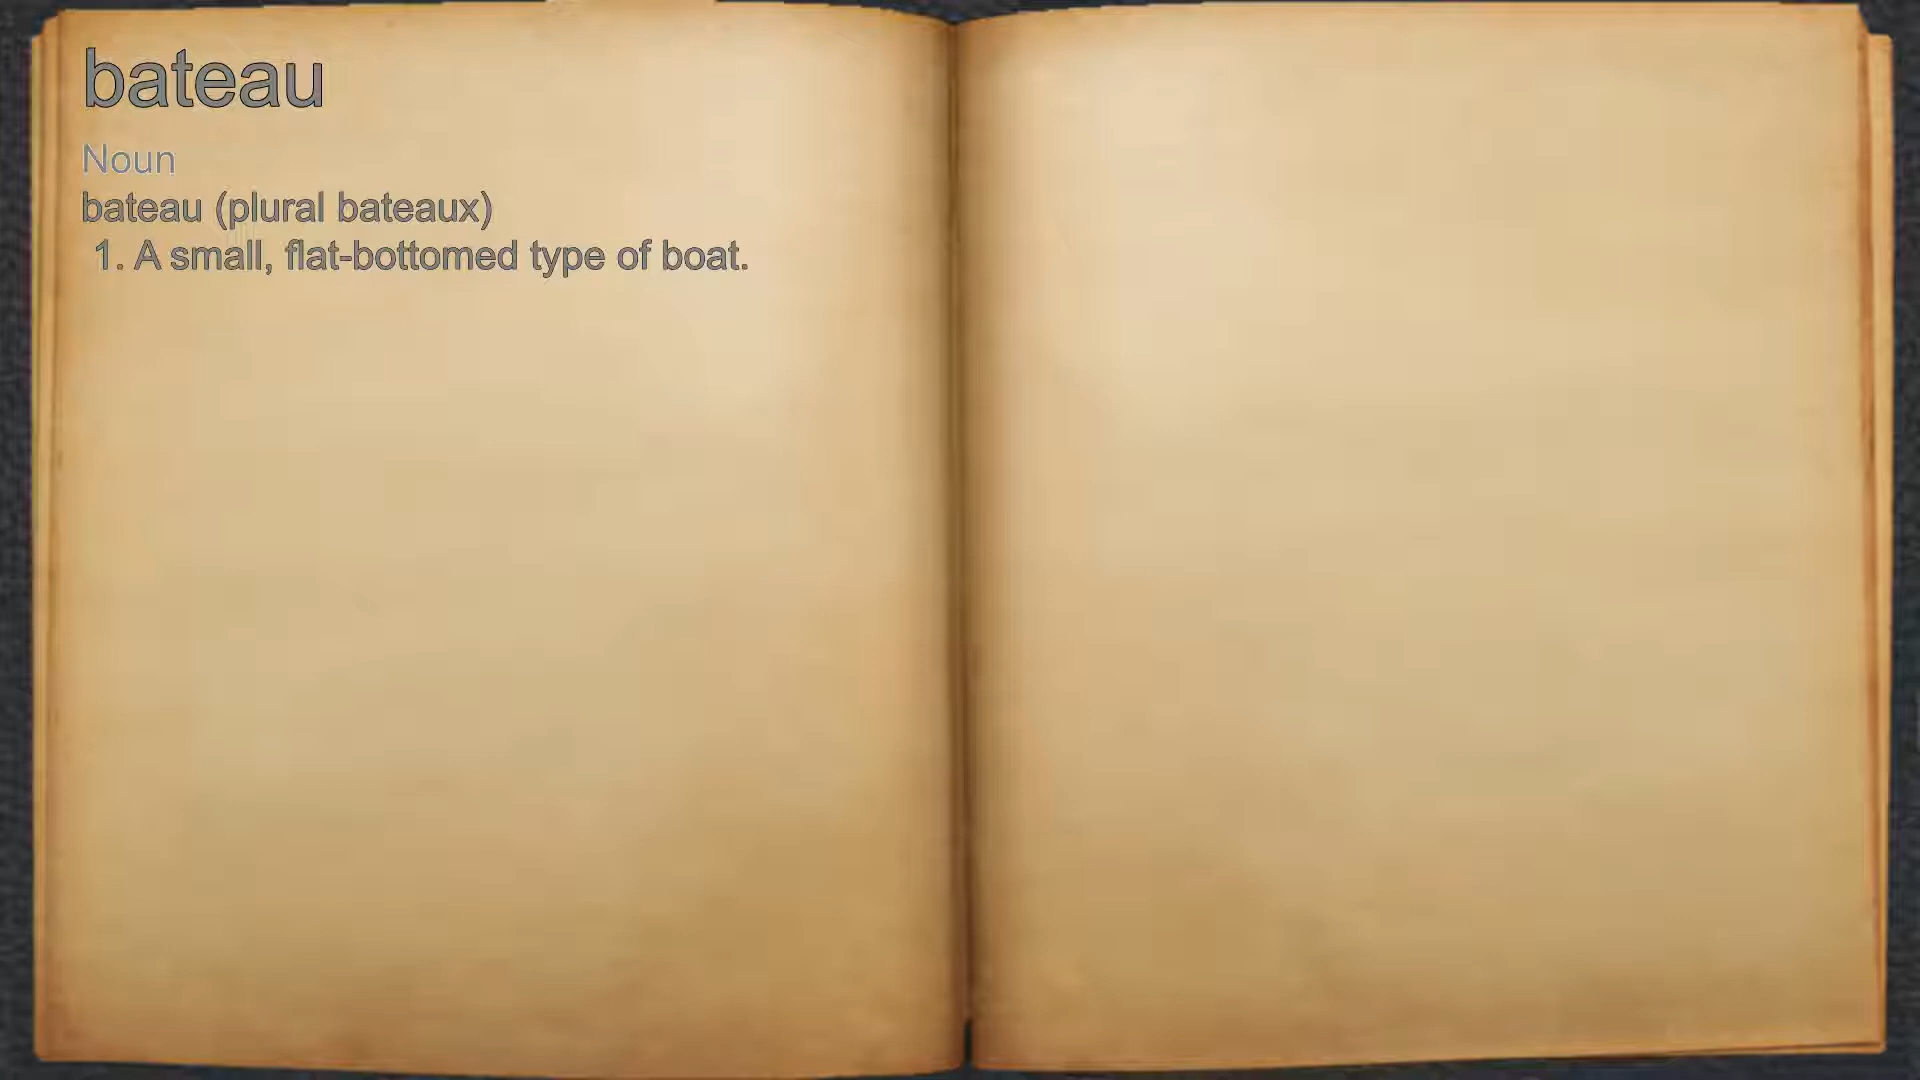 bateau
Noun
bateau (plural bateaux)
1. A small, flat-bottomed type of boat.